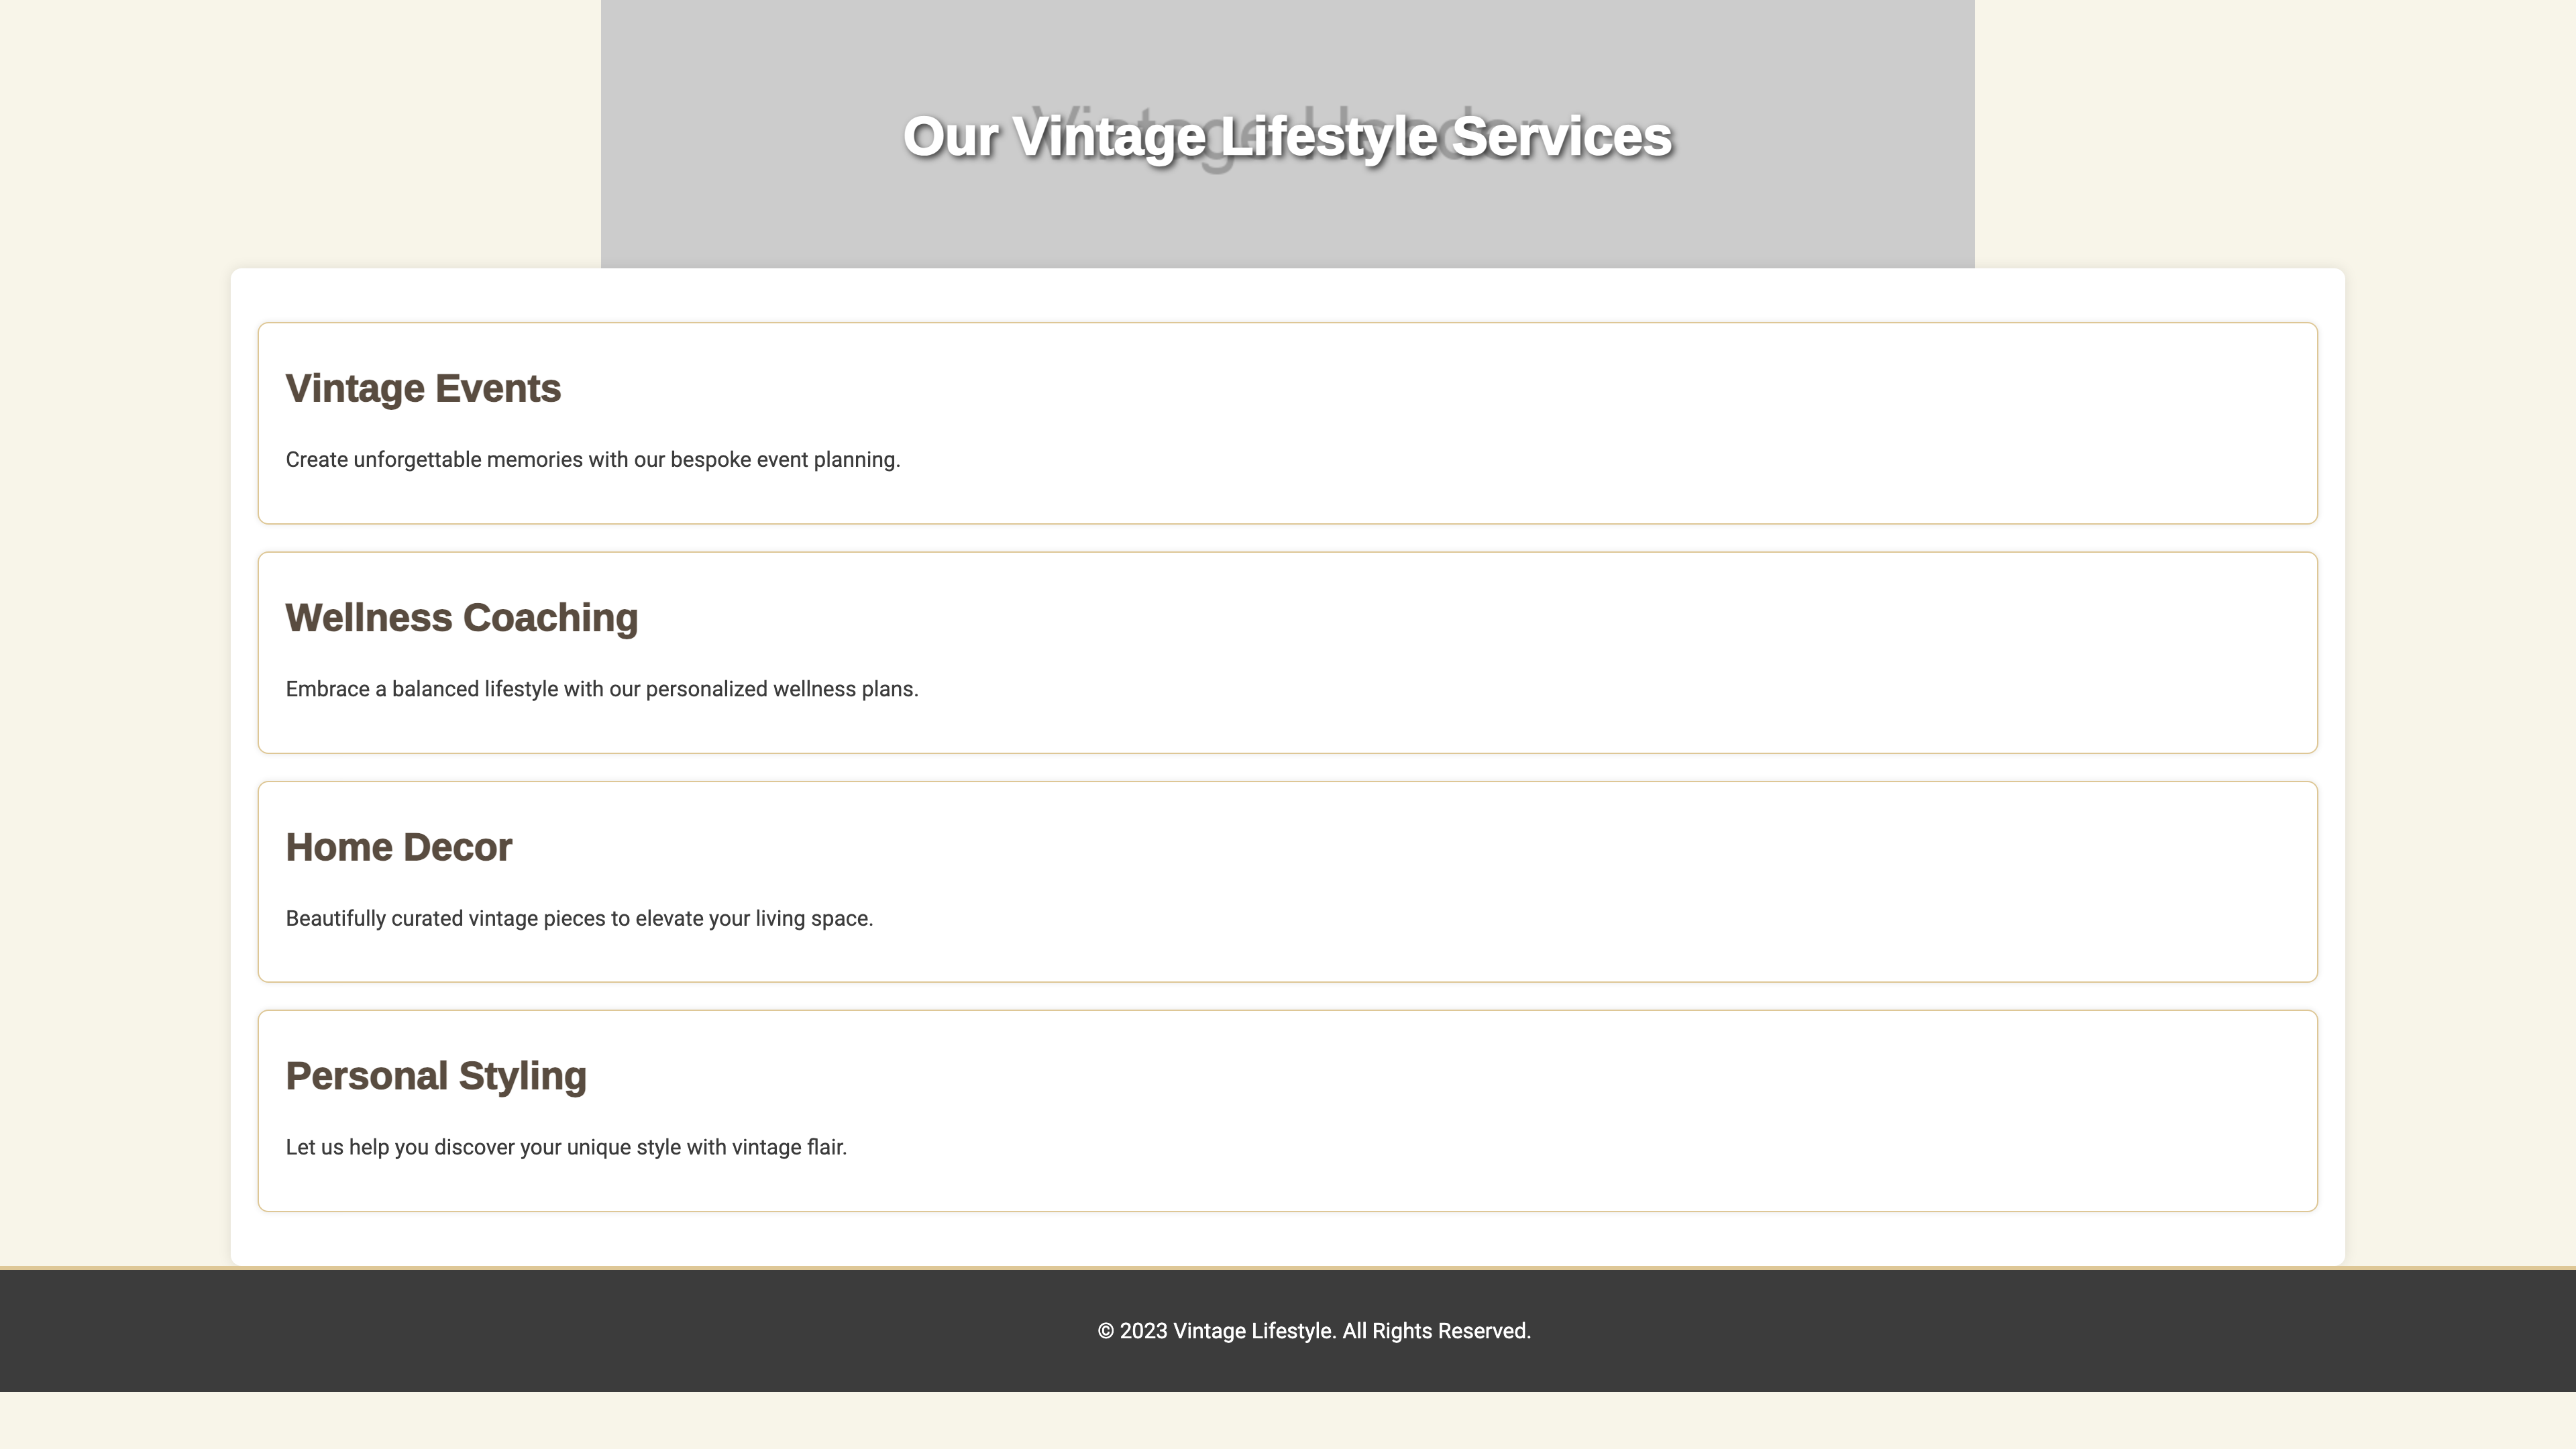 Our Vintage Lifestyle Services
Vintage Header
Vintage Events
Create unforgettable memories with our bespoke event planning.
Wellness Coaching
Embrace a balanced lifestyle with our personalized wellness plans.
Home Decor
Beautifully curated vintage pieces to elevate your living space.
Personal Styling
Let us help you discover your unique style with vintage flair.
© 2023 Vintage Lifestyle. All Rights Reserved.